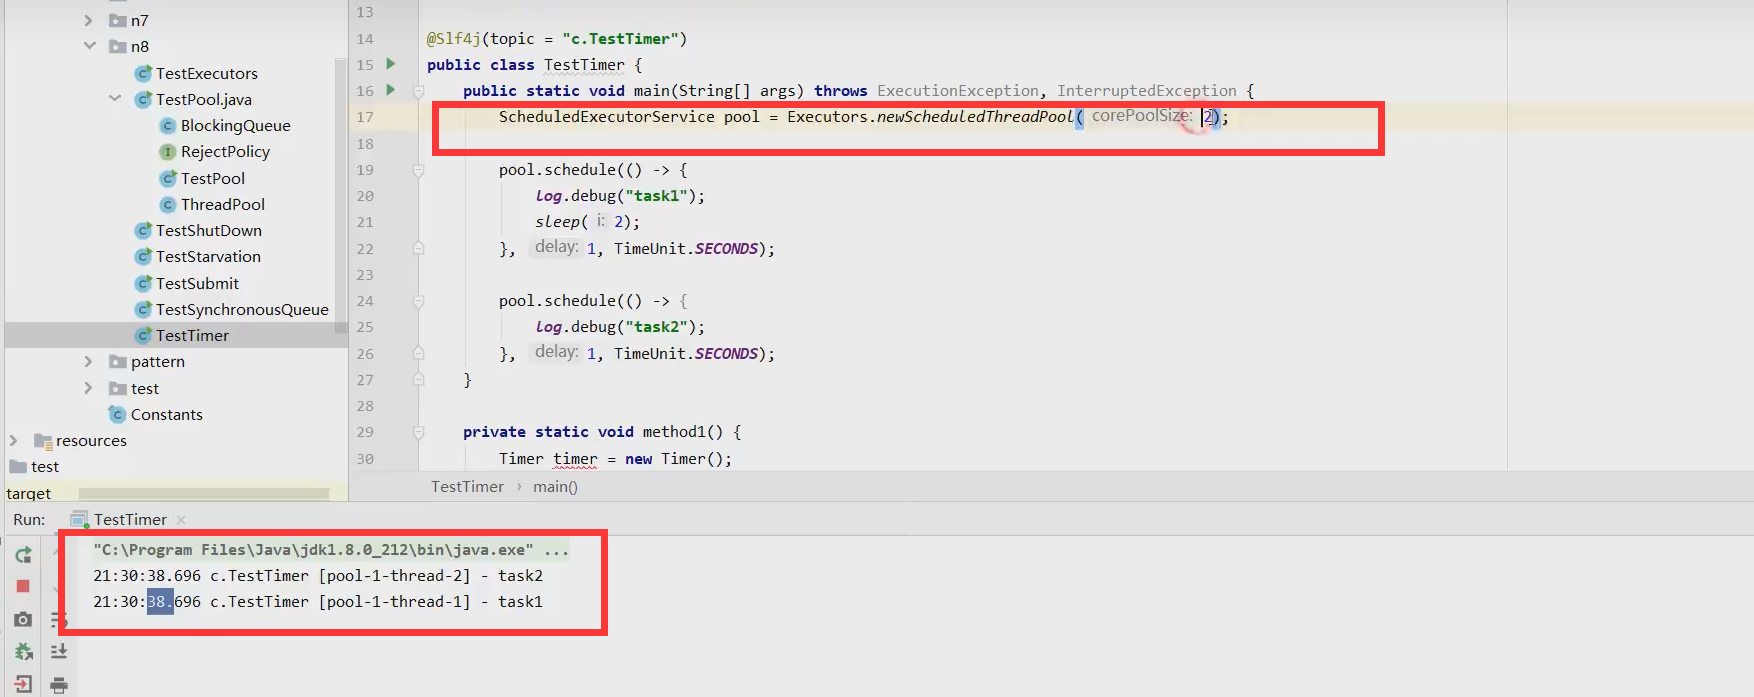 n7
n8
TestExecutors
TestPool.java
BlockingQueue
RejectPolicy
TestPool
ThreadPool
TestShutDown
TestStarvation
TestSubmit
TestSynchronousQueue
TestTimer
pattern
test
Constants
resources
test
target
13
14 @Slf4j(topic = "c.TestTimer")
15 public class TestTimer {
16 public static void main(String[] args) throws ExecutionException, InterruptedException {
17 ScheduledExecutorService pool = Executors.newScheduledThreadPool( corePoolSize: 2);
18
19 pool.schedule(() -> {
20 log.debug("task1");
21 sleep( i: 2);
22 }, delay: 1, TimeUnit.SECONDS);
23
24 pool.schedule(() -> {
25 log.debug("task2");
26 }, delay: 1, TimeUnit.SECONDS);
27 }
28
29 private static void method1() {
30 Timer timer = new Timer();
TestTimer › main()
Run: TestTimer ×
"C:\Program Files\Java\jdk1.8.0_212\bin\java.exe" ...
21:30:38.696 c.TestTimer [pool-1-thread-2] - task2
21:30:38.696 c.TestTimer [pool-1-thread-1] - task1